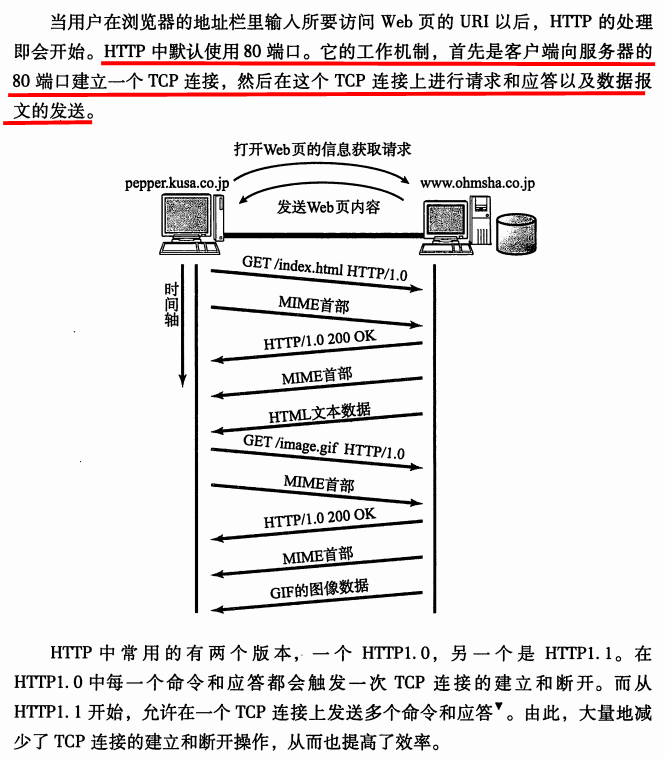 当用户在浏览器的地址栏里输入所要访问 Web 页的 URI 以后，HTTP 的处理
即会开始。HTTP 中默认使用 80 端口。它的工作机制，首先是客户端向服务器的
80 端口建立一个 TCP 连接，然后在这个 TCP 连接上进行请求和应答以及数据报
文的发送。
打开Web页的信息获取请求
pepper.kusa.co.jp
www.ohmsha.co.jp
发送Web页内容
时间轴
GET /index.html HTTP/1.0
MIME首部
HTTP/1.0 200 OK
MIME首部
HTML文本数据
GET /image.gif HTTP/1.0
MIME首部
HTTP/1.0 200 OK
MIME首部
GIF的图像数据
HTTP 中常用的有两个版本，一个 HTTP1.0，另一个是 HTTP1.1。在
HTTP1.0 中每一个命令和应答都会触发一次 TCP 连接的建立和断开。而从
HTTP1.1 开始，允许在一个 TCP 连接上发送多个命令和应答▼。由此，大量地减
少了 TCP 连接的建立和断开操作，从而也提高了效率。